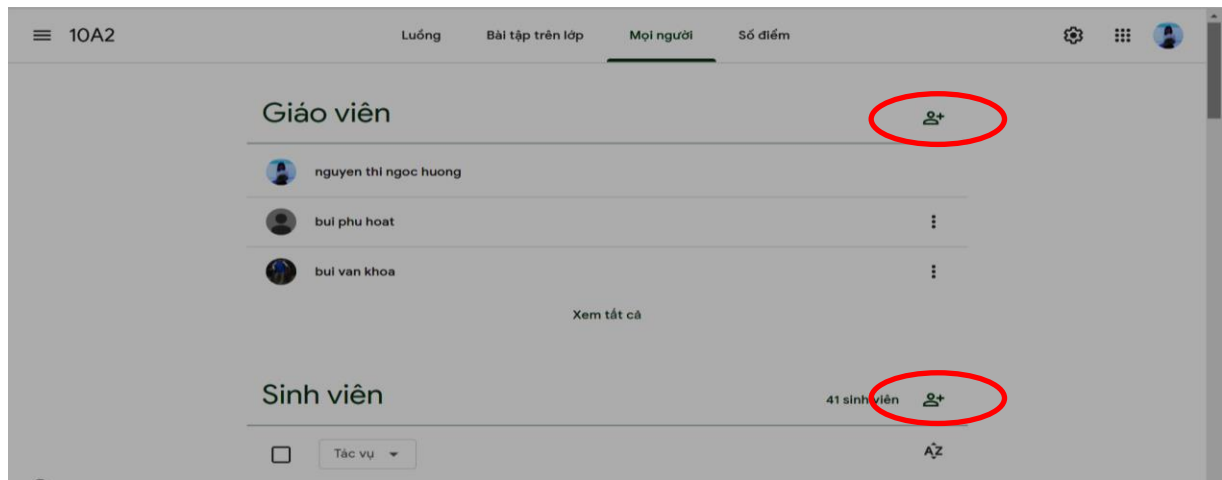 10A2 Luồng Bài tập trên lớp Mọi người Số điểm
Giáo viên
nguyen thi ngoc huong
bui phu hoat
bui van khoa
Xem tất cả
Sinh viên 41 sinh viên
Tác vụ AZ